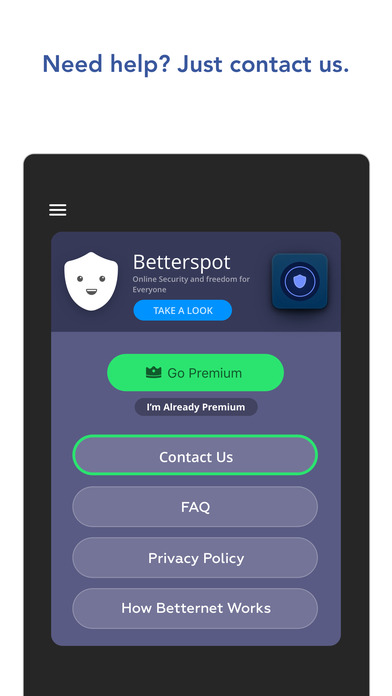 Need help? Just contact us.
Betterspot
Online Security and freedom for
Everyone
TAKE A LOOK
Go Premium
I'm Already Premium
Contact Us
FAQ
Privacy Policy
How Betternet Works